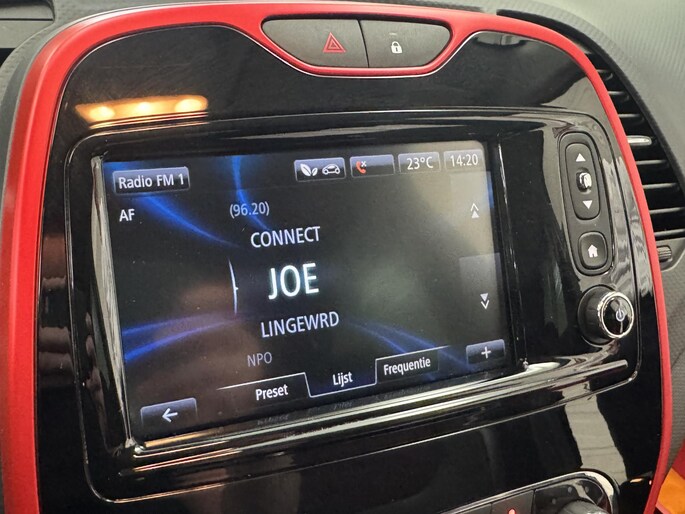 Radio FM 1
23°C
14:20
AF
(96.20)
CONNECT
JOE
LINGEWRD
NPO
Preset
Lijst
Frequentie
+